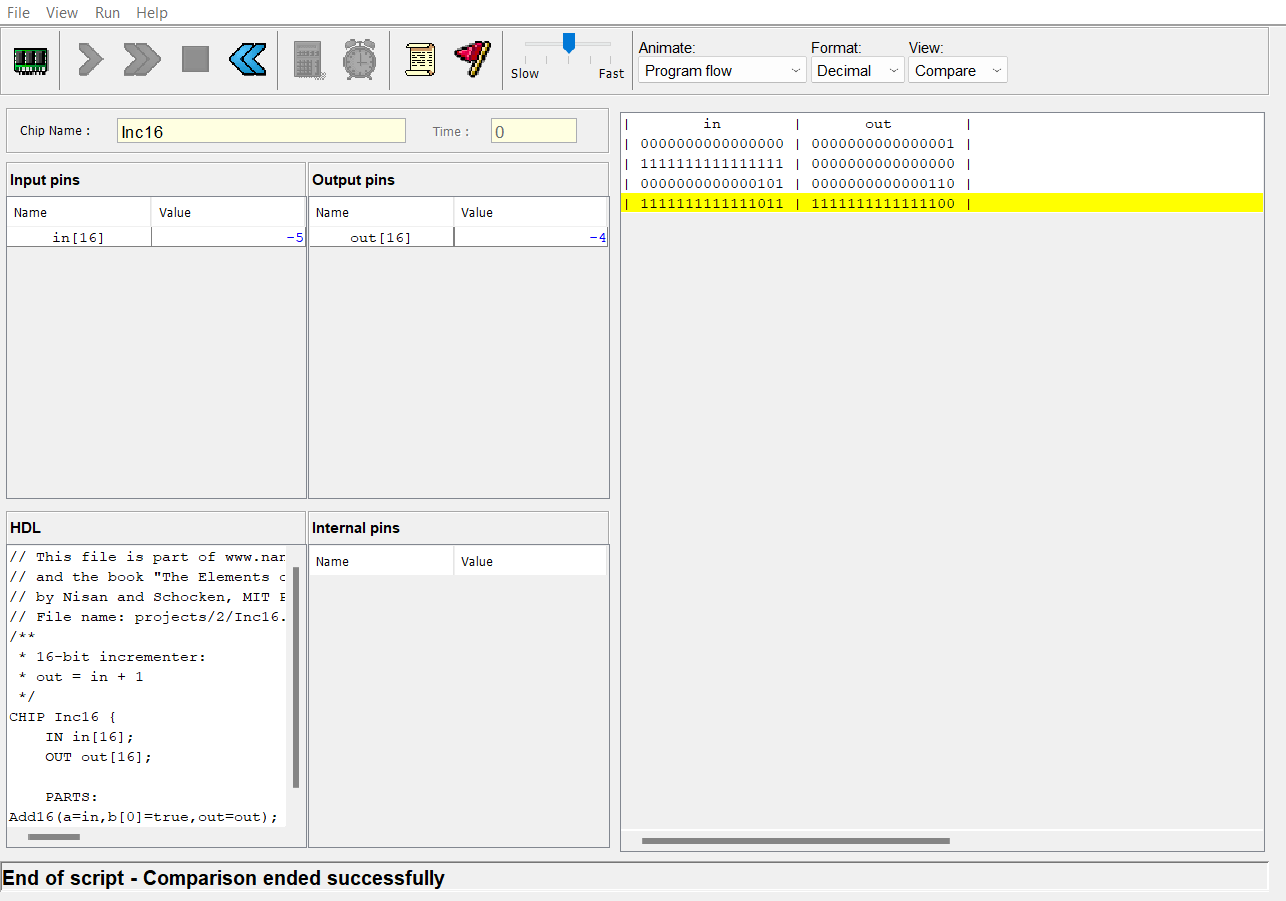 File View Run Help
Animate: Format: View:
Slow Fast Program flow Decimal Compare
Chip Name : Inc16 Time : 0
Input pins
Name Value
in[16] -5
Output pins
Name Value
out[16] -4
HDL
// This file is part of www.nan
// and the book "The Elements o
// by Nisan and Schocken, MIT P
// File name: projects/2/Inc16.
/**
* 16-bit incrementer:
* out = in + 1
*/
CHIP Inc16 {
IN in[16];
OUT out[16];
PARTS:
Add16(a=in,b[0]=true,out=out);
Internal pins
Name Value
| in | out |
| 0000000000000000 | 0000000000000001 |
| 1111111111111111 | 0000000000000000 |
| 0000000000000101 | 0000000000000110 |
| 1111111111111011 | 1111111111111100 |
End of script - Comparison ended successfully